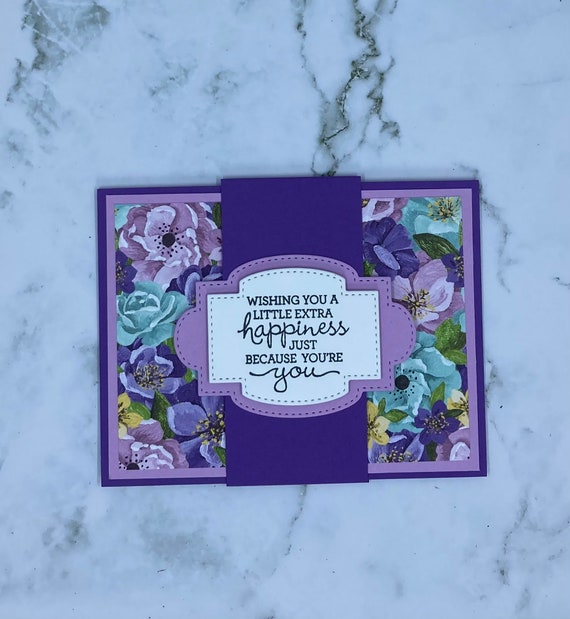 WISHING YOU A
LITTLE EXTRA
happiness
JUST
BECAUSE YOU'RE
you